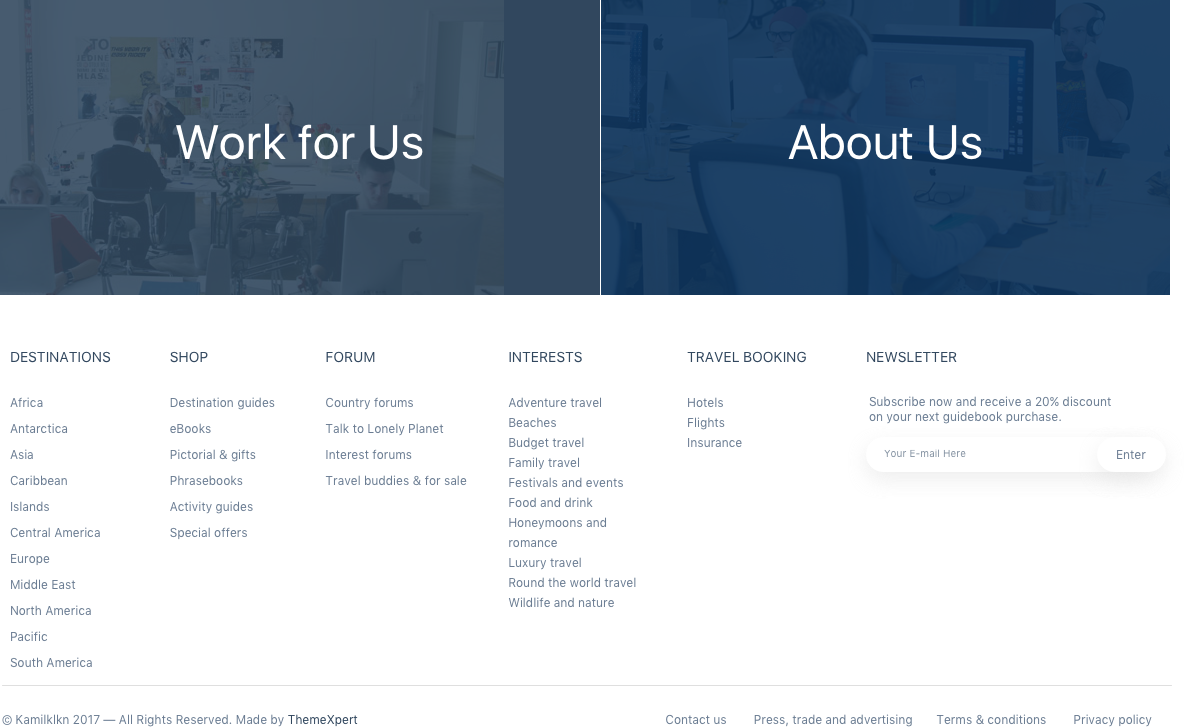 Work for Us
About Us
DESTINATIONS
Africa
Antarctica
Asia
Caribbean
Islands
Central America
Europe
Middle East
North America
Pacific
South America
SHOP
Destination guides
eBooks
Pictorial & gifts
Phrasebooks
Activity guides
Special offers
FORUM
Country forums
Talk to Lonely Planet
Interest forums
Travel buddies & for sale
INTERESTS
Adventure travel
Beaches
Budget travel
Family travel
Festivals and events
Food and drink
Honeymoons and
romance
Luxury travel
Round the world travel
Wildlife and nature
TRAVEL BOOKING
Hotels
Flights
Insurance
NEWSLETTER
Subscribe now and receive a 20% discount
on your next guidebook purchase.
Your E-mail Here
Enter
© Kamilklkn 2017 — All Rights Reserved. Made by ThemeXpert
Contact us
Press, trade and advertising
Terms & conditions
Privacy policy